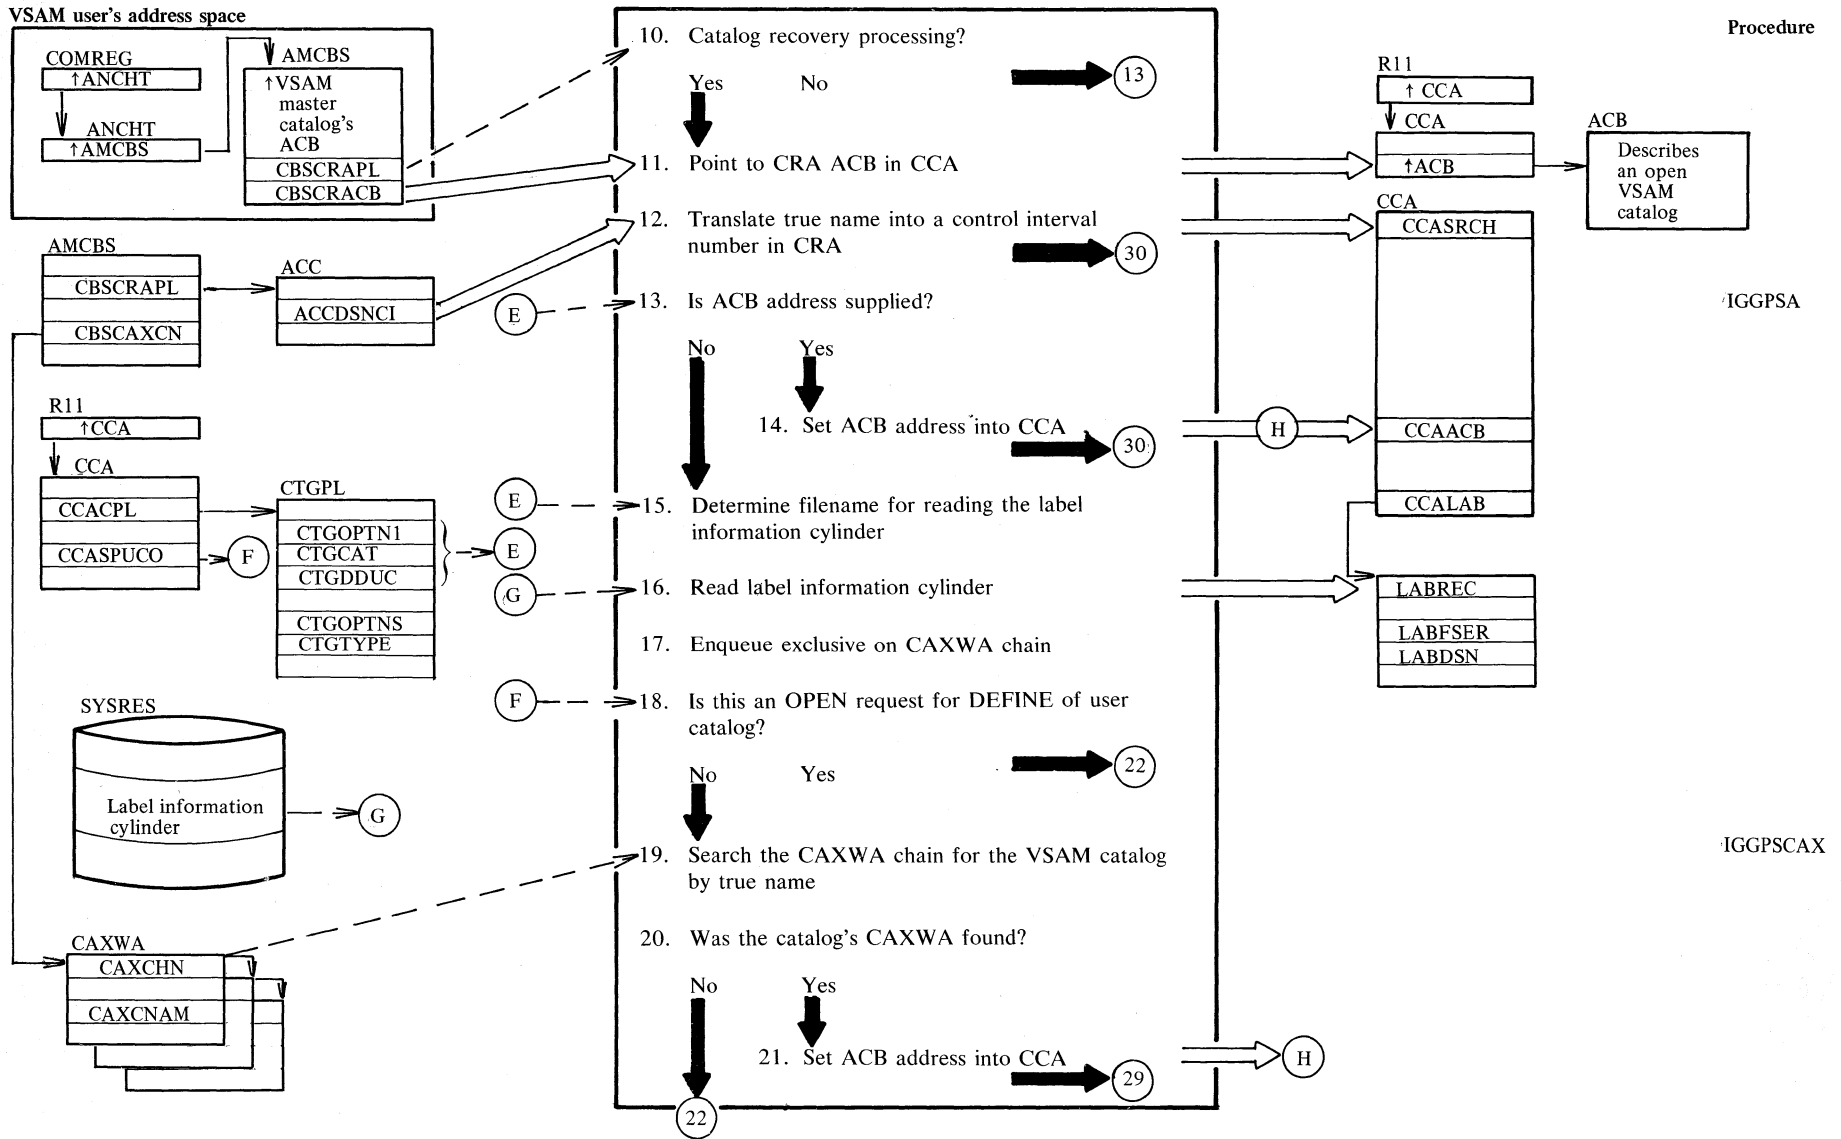 VSAM user's address space
COMREG
↑ANCHT
ANCHT
↑AMCBS
AMCBS
↑VSAM
master
catalog's
ACB
CBSCRAPL
CBSCRACB
AMCBS
CBSCRAPL
CBSCAXCN
ACC
ACCDSNCI
R11
↑CCA
CCA
CCACPL
CCASPUCO
F
CTGPL
CTGOPTN1
CTGCAT
CTGDDUC
CTGOPTNS
CTGTYPE
E
SYSRES
Label information
cylinder
G
CAXWA
CAXCHN
CAXCNAM
10. Catalog recovery processing?
Yes No
13
11. Point to CRA ACB in CCA
12. Translate true name into a control interval
number in CRA
30
E
13. Is ACB address supplied?
No Yes
14. Set ACB address into CCA
30
H
E
15. Determine filename for reading the label
information cylinder
G
16. Read label information cylinder
17. Enqueue exclusive on CAXWA chain
F
18. Is this an OPEN request for DEFINE of user
catalog?
22
No Yes
19. Search the CAXWA chain for the VSAM catalog
by true name
20. Was the catalog's CAXWA found?
No Yes
21. Set ACB address into CCA
29
H
22
R11
↑ CCA
CCA
↑ACB
ACB
Describes
an open
VSAM
catalog
CCA
CCASRCH
CCAACB
CCALAB
LABREC
LABFSER
LABDSN
Procedure
IGGPSA
IGGPSCAX